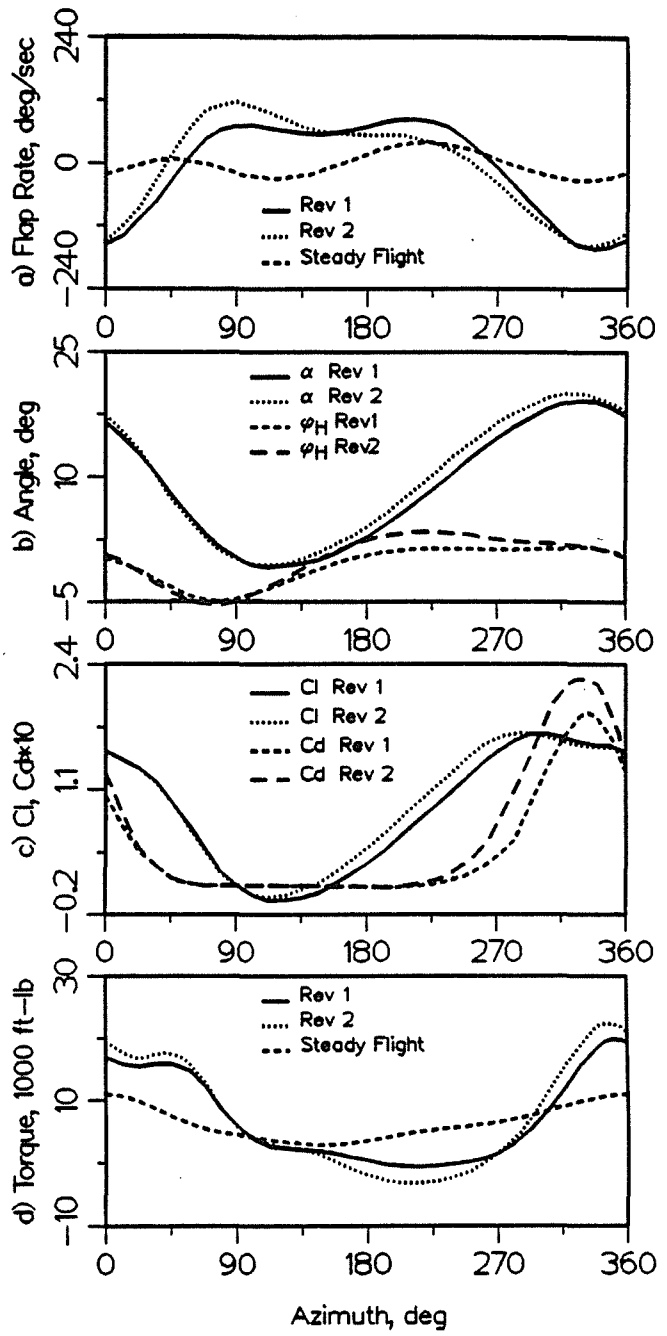 a) Flap Rate, deg/sec
240
0
-240
Rev 1
Rev 2
Steady Flight
0 90 180 270 360
b) Angle, deg
25
10
-5
α Rev 1
α Rev 2
φH Rev1
φH Rev2
0 90 180 270 360
c) Cl, Cd*10
2.4
1.1
-0.2
Cl Rev 1
Cl Rev 2
Cd Rev 1
Cd Rev 2
0 90 180 270 360
d) Torque, 1000 ft-lb
30
10
-10
Rev 1
Rev 2
Steady Flight
0 90 180 270 360
Azimuth, deg